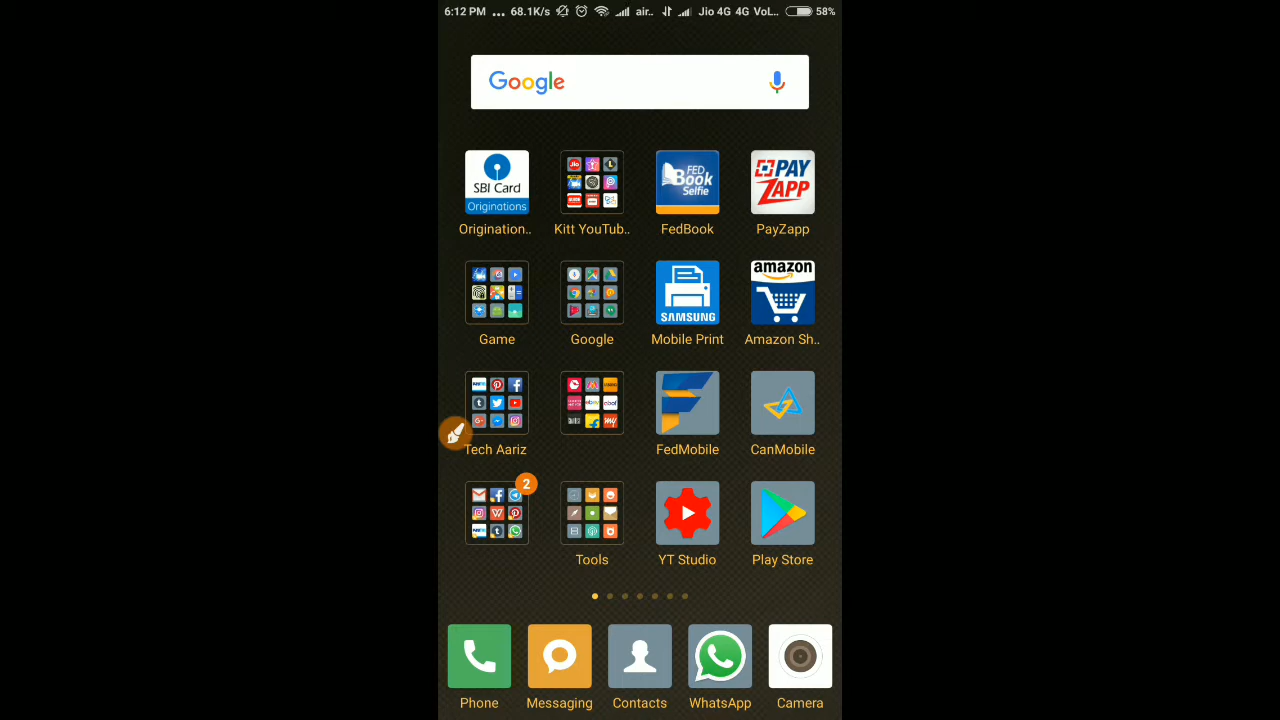 6:12 PM ... 68.1K/s air.. Jio 4G 4G VoL... 58%
Google
SBI Card
Originations
FED
Book
Selfie
PAY
ZAPP
Origination..
Kitt YouTub..
FedBook
PayZapp
SAMSUNG
amazon
Game
Google
Mobile Print
Amazon Sh..
Tech Aariz
FedMobile
CanMobile
2
Tools
YT Studio
Play Store
Phone
Messaging
Contacts
WhatsApp
Camera